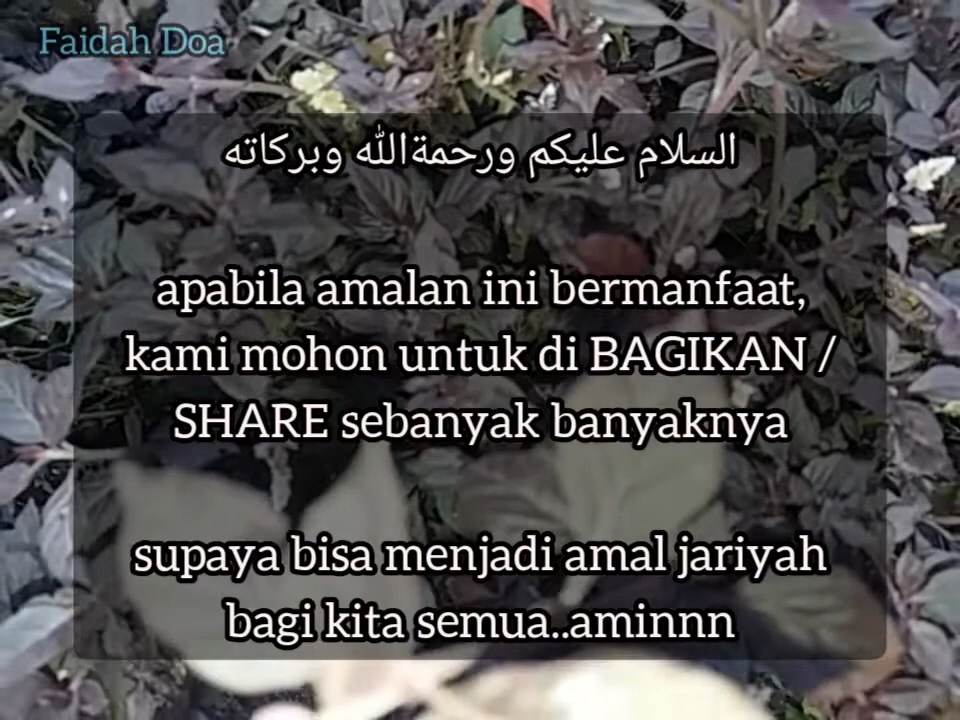 Faidah Doa
السلام عليكم ورحمةالله وبركاته
apabila amalan ini bermanfaat,
kami mohon untuk di BAGIKAN /
SHARE sebanyak banyaknya
supaya bisa menjadi amal jariyah
bagi kita semua..aminnn